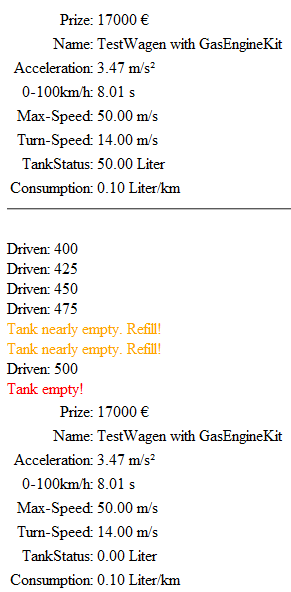 Prize: 17000 €
Name: TestWagen with GasEngineKit
Acceleration: 3.47 m/s²
0-100km/h: 8.01 s
Max-Speed: 50.00 m/s
Turn-Speed: 14.00 m/s
TankStatus: 50.00 Liter
Consumption: 0.10 Liter/km
Driven: 400
Driven: 425
Driven: 450
Driven: 475
Tank nearly empty. Refill!
Tank nearly empty. Refill!
Driven: 500
Tank empty!
Prize: 17000 €
Name: TestWagen with GasEngineKit
Acceleration: 3.47 m/s²
0-100km/h: 8.01 s
Max-Speed: 50.00 m/s
Turn-Speed: 14.00 m/s
TankStatus: 0.00 Liter
Consumption: 0.10 Liter/km